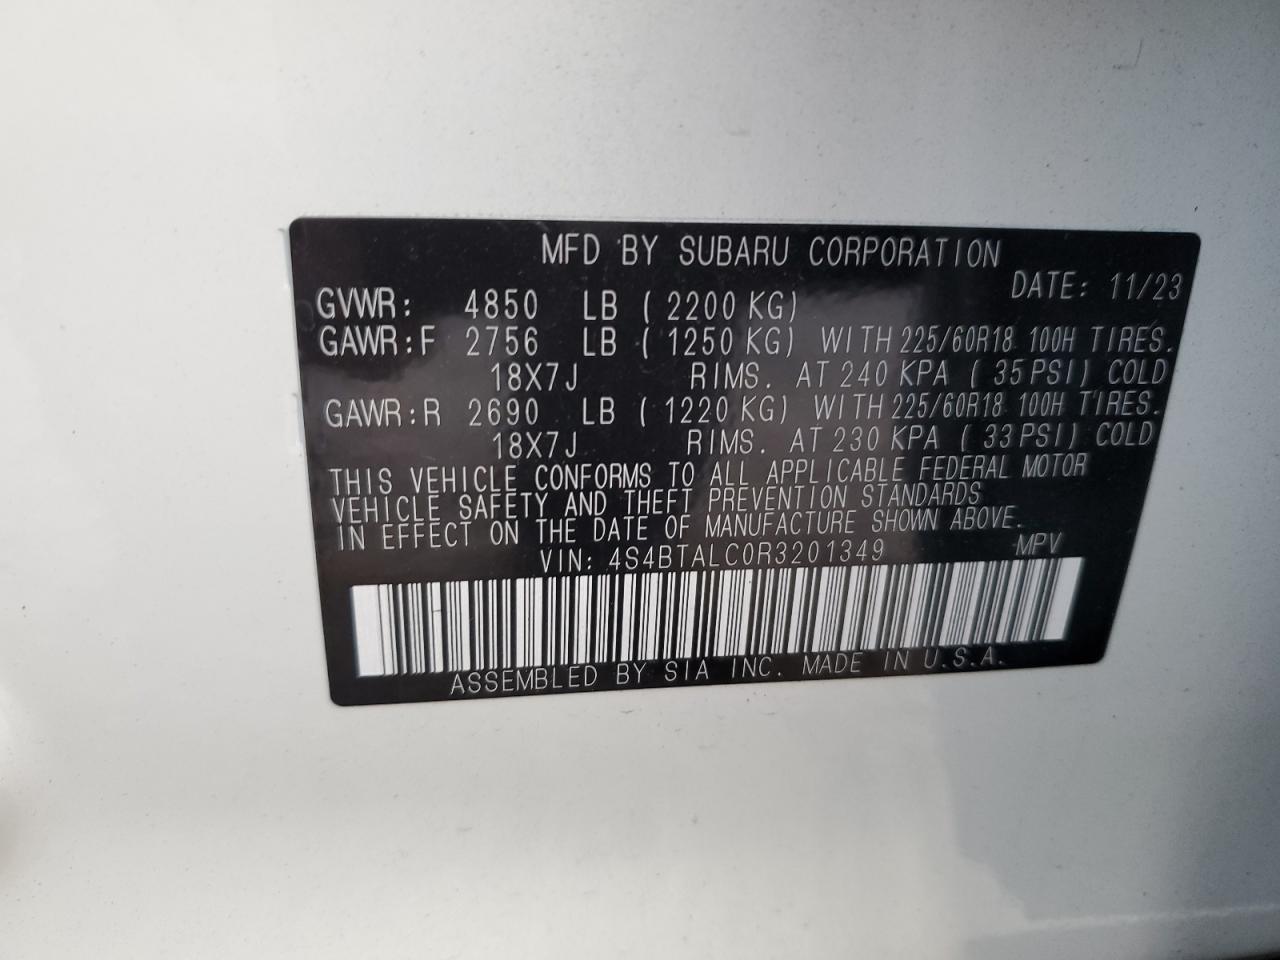 MFD BY SUBARU CORPORATION
DATE: 11/23
GVWR: 4850 LB ( 2200 KG)
GAWR:F 2756 LB ( 1250 KG) WITH 225/60R18 100H TIRES.
18X7J RIMS. AT 240 KPA ( 35 PSI) COLD
GAWR:R 2690 LB ( 1220 KG) WITH 225/60R18 100H TIRES.
18X7J RIMS. AT 230 KPA ( 33 PSI) COLD
THIS VEHICLE CONFORMS TO ALL APPLICABLE FEDERAL MOTOR
VEHICLE SAFETY AND THEFT PREVENTION STANDARDS
IN EFFECT ON THE DATE OF MANUFACTURE SHOWN ABOVE.
VIN: 4S4BTALC0R3201349 MPV
ASSEMBLED BY SIA INC. MADE IN U.S.A.